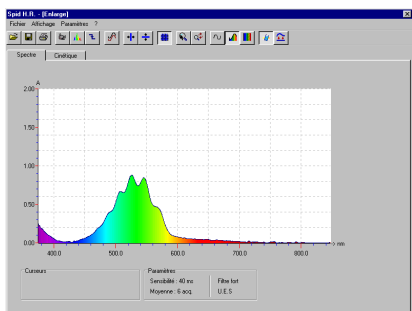 Spid H.R. - [Enlarge]
Fichier Affichage Paramètres ?
Spectre Cinétique
A
2.00
1.50
1.00
0.50
0.00
400.0 500.0 600.0 700.0 800.0 nm
Curseurs
Paramètres
Sensibilité : 40 ms Filtre fort
Moyenne : 6 acq. U.E.S